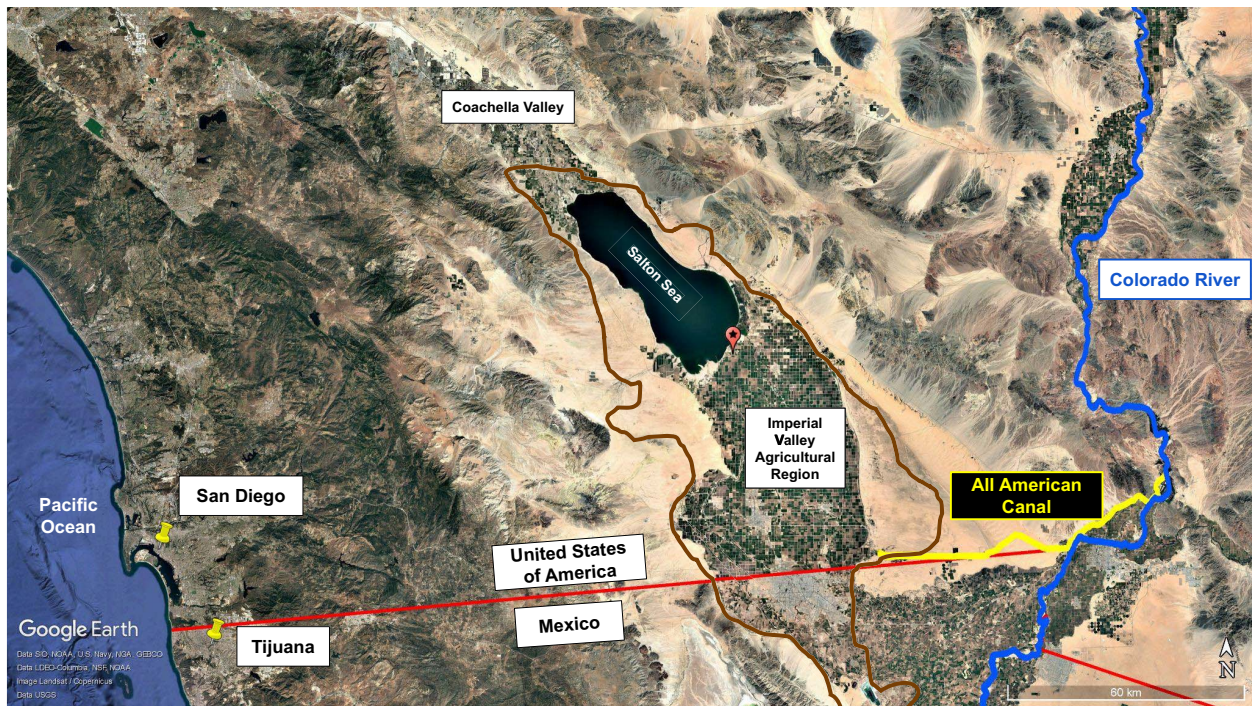 Coachella Valley
Salton Sea
Colorado River
Imperial
Valley
Agricultural
Region
All American
Canal
San Diego
Pacific
Ocean
United States
of America
Mexico
Tijuana
Google Earth
Data SIO, NOAA, U.S. Navy, NGA, GEBCO
Data LDEO-Columbia, NSF, NOAA
Image Landsat / Copernicus
Data USGS
N
60 km